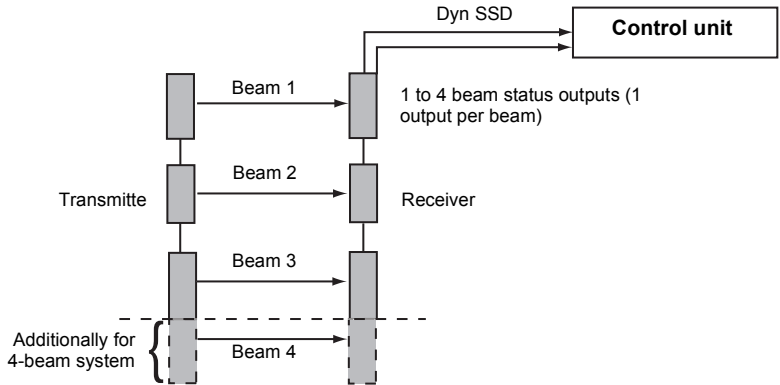 Dyn SSD
Control unit
Beam 1
1 to 4 beam status outputs (1
output per beam)
Beam 2
Transmitte
Receiver
Beam 3
Additionally for
4-beam system
Beam 4